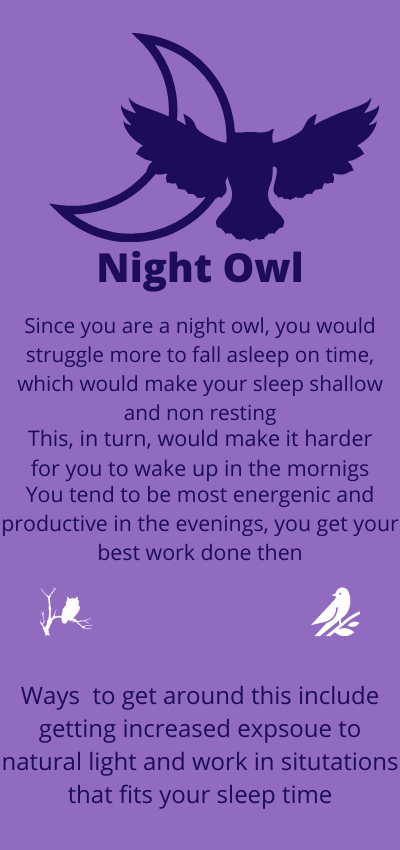 Night Owl
Since you are a night owl, you would
struggle more to fall asleep on time,
which would make your sleep shallow
and non resting
This, in turn, would make it harder
for you to wake up in the mornigs
You tend to be most energenic and
productive in the evenings, you get your
best work done then
Ways  to get around this include
getting increased expsoue to
natural light and work in situtations
that fits your sleep time